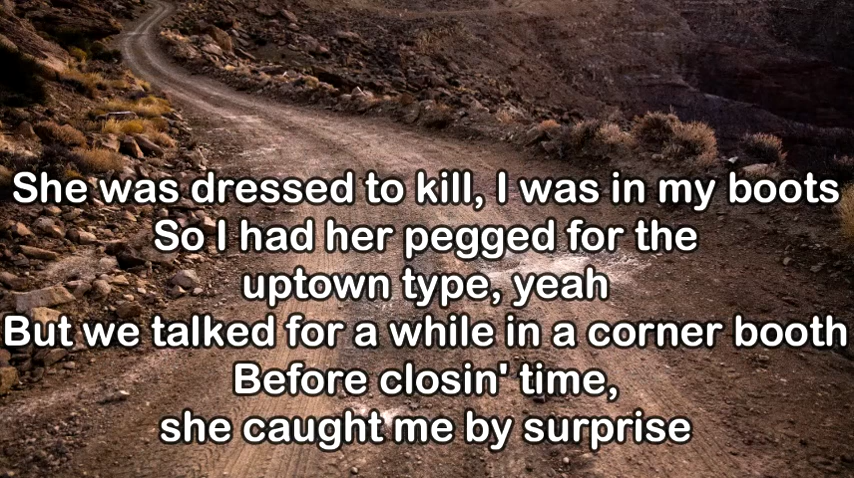 She was dressed to kill, I was in my boots
So I had her pegged for the
uptown type, yeah
But we talked for a while in a corner booth
Before closin' time,
she caught me by surprise